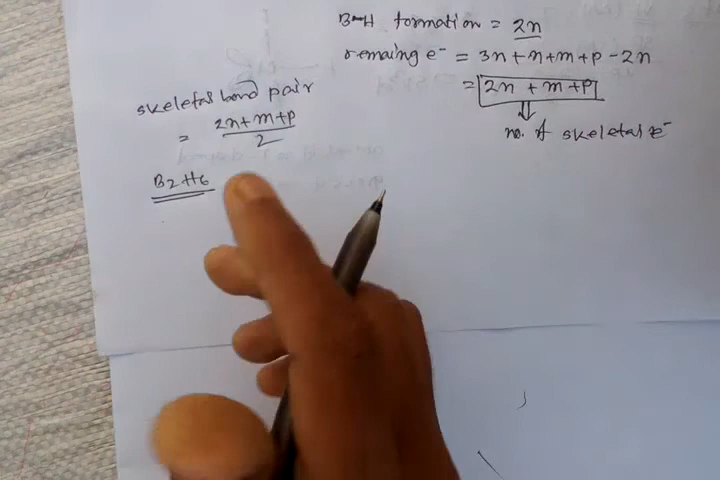 B-H formation = 2n
remaing e⁻ = 3n+n+m+p-2n
= 2n + m+p
no. of skeletal e⁻
skeletal bond pair
= 2n+m+p
2
B2H6